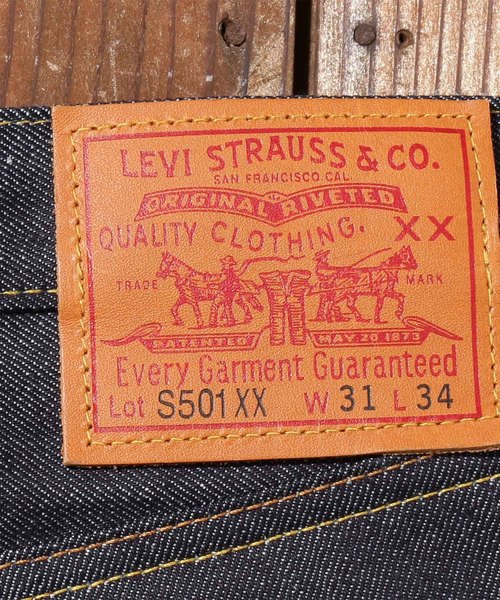 LEVI STRAUSS & CO.
SAN FRANCISCO CAL
ORIGINAL RIVETED
QUALITY CLOTHING. XX
TRADE MARK
PATENTED MAY 20 1873
Every Garment Guaranteed
Lot S501XX W 31 L 34